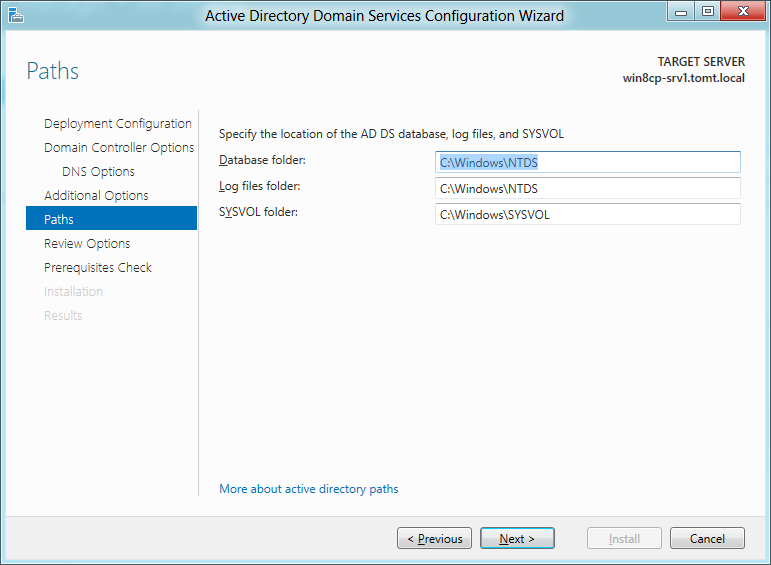 Active Directory Domain Services Configuration Wizard
Paths
TARGET SERVER
win8cp-srv1.tomt.local
Deployment Configuration
Domain Controller Options
DNS Options
Additional Options
Paths
Review Options
Prerequisites Check
Installation
Results
Specify the location of the AD DS database, log files, and SYSVOL
Database folder: C:\Windows\NTDS
Log files folder: C:\Windows\NTDS
SYSVOL folder: C:\Windows\SYSVOL
More about active directory paths
< Previous Next > Install Cancel